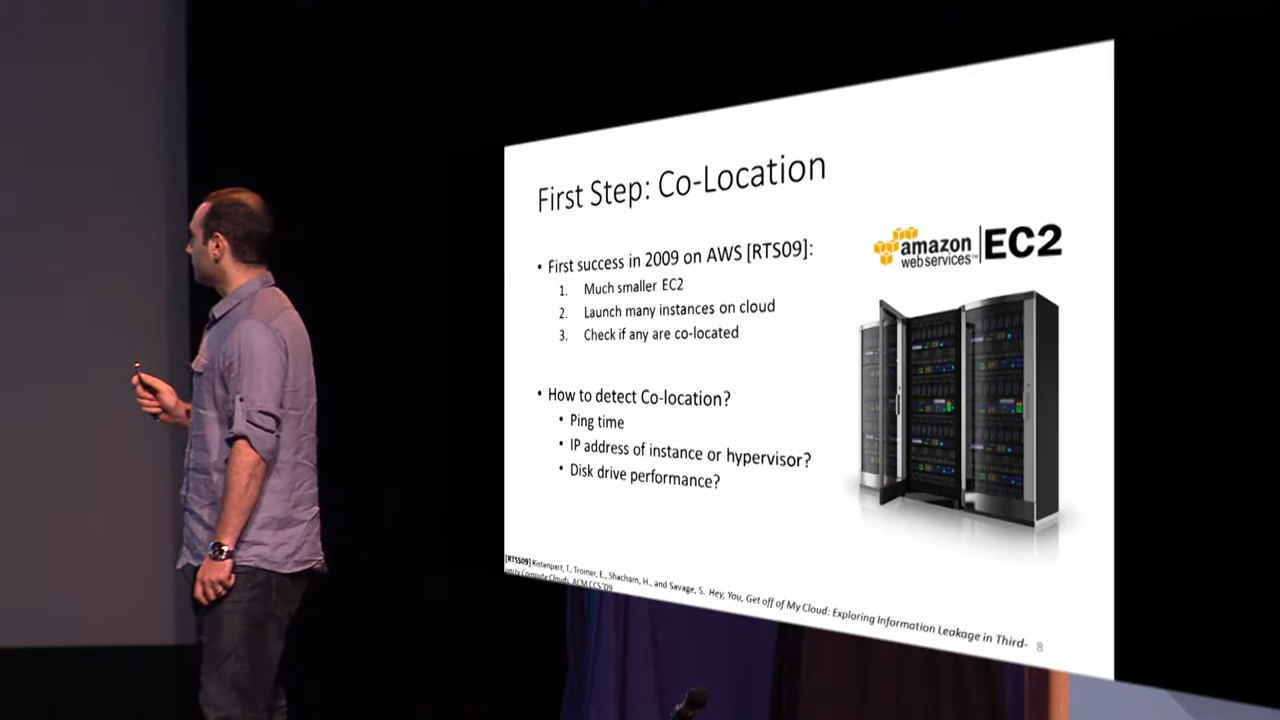 First Step: Co-Location
• First success in 2009 on AWS [RTS09]:
1. Much smaller EC2
2. Launch many instances on cloud
3. Check if any are co-located
• How to detect Co-location?
• Ping time
• IP address of instance or hypervisor?
• Disk drive performance?
amazon
web services™
EC2
[RTSS09] Ristenpart, T., Tromer, E., Shacham, H., and Savage, S. Hey, You, Get off of My Cloud: Exploring Information Leakage in Third-
Compute Clouds, ACM CCS '09
8